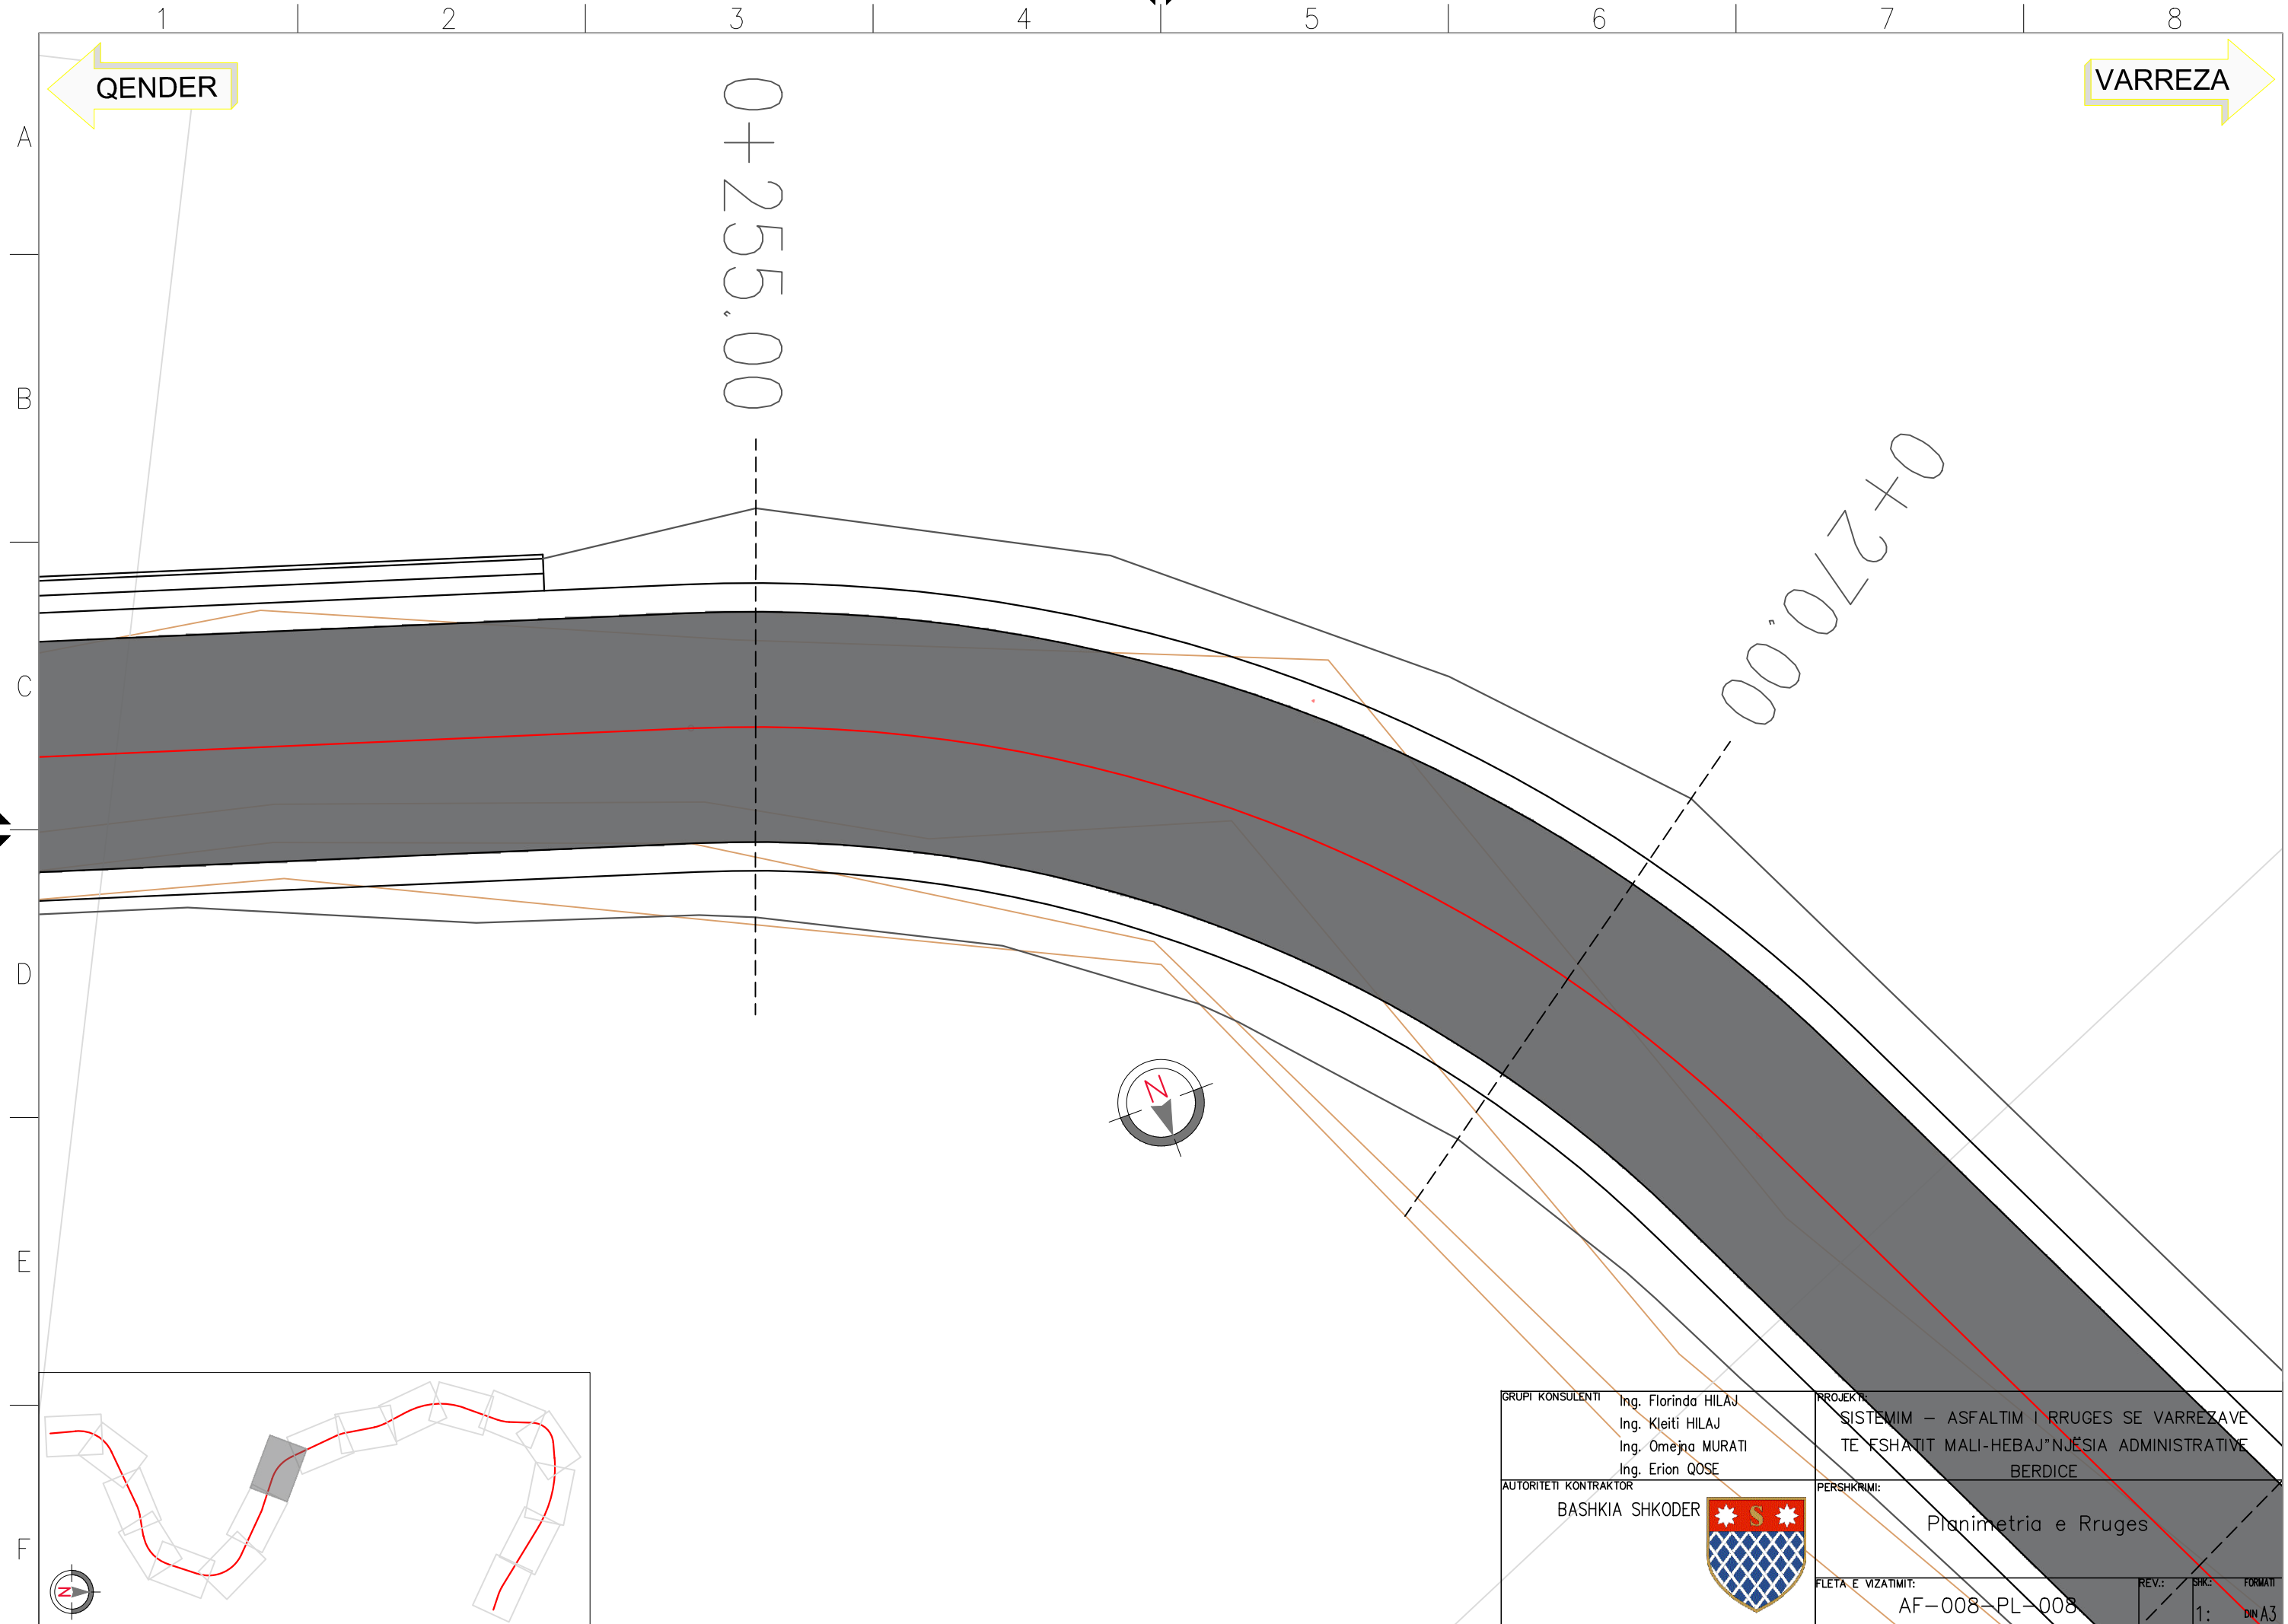 1 2 3 4 5 6 7 8
QENDER
VARREZA
A
B
C
D
E
F
0+255.00
0+270.00
N
N
GRUPI KONSULENTI
Ing. Florinda HILAJ
Ing. Kleiti HILAJ
Ing. Omejna MURATI
Ing. Erion QOSE
AUTORITETI KONTRAKTOR
BASHKIA SHKODER
S
PROJEKTI:
SISTEMIM – ASFALTIM I RRUGES SE VARREZAVE
TE FSHATIT MALI-HEBAJ"NJËSIA ADMINISTRATIVE
BERDICE
PERSHKRIMI:
Planimetria e Rruges
FLETA E VIZATIMIT:
AF-008-PL-008
REV.:
SHK.:
1:
FORMATI
DIN A3